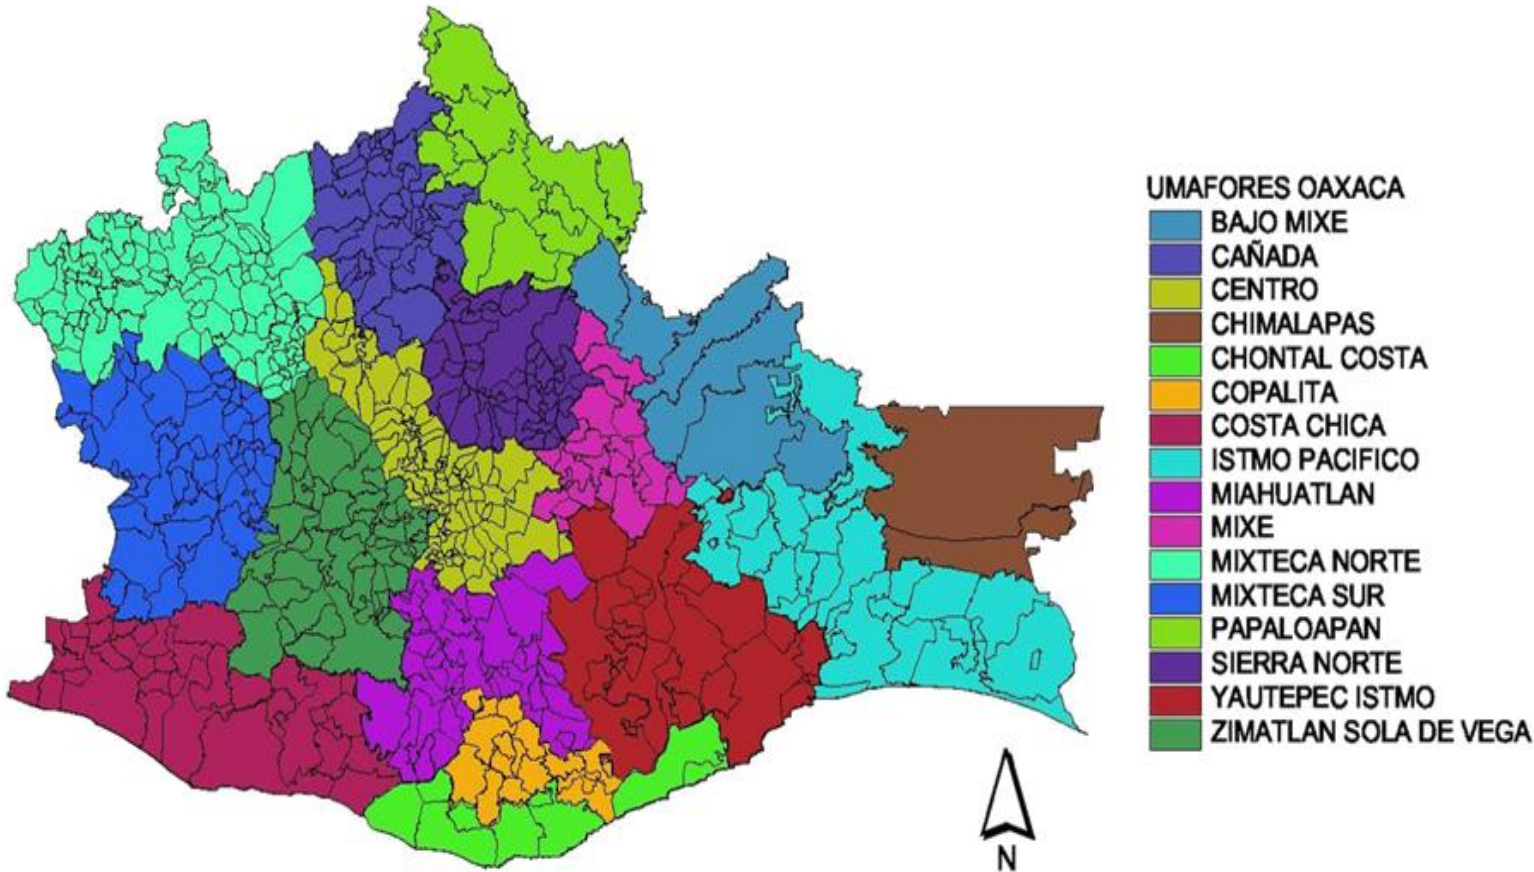 UMAFORES OAXACA
BAJO MIXE
CAÑADA
CENTRO
CHIMALAPAS
CHONTAL COSTA
COPALITA
COSTA CHICA
ISTMO PACIFICO
MIAHUATLAN
MIXE
MIXTECA NORTE
MIXTECA SUR
PAPALOAPAN
SIERRA NORTE
YAUTEPEC ISTMO
ZIMATLAN SOLA DE VEGA
N